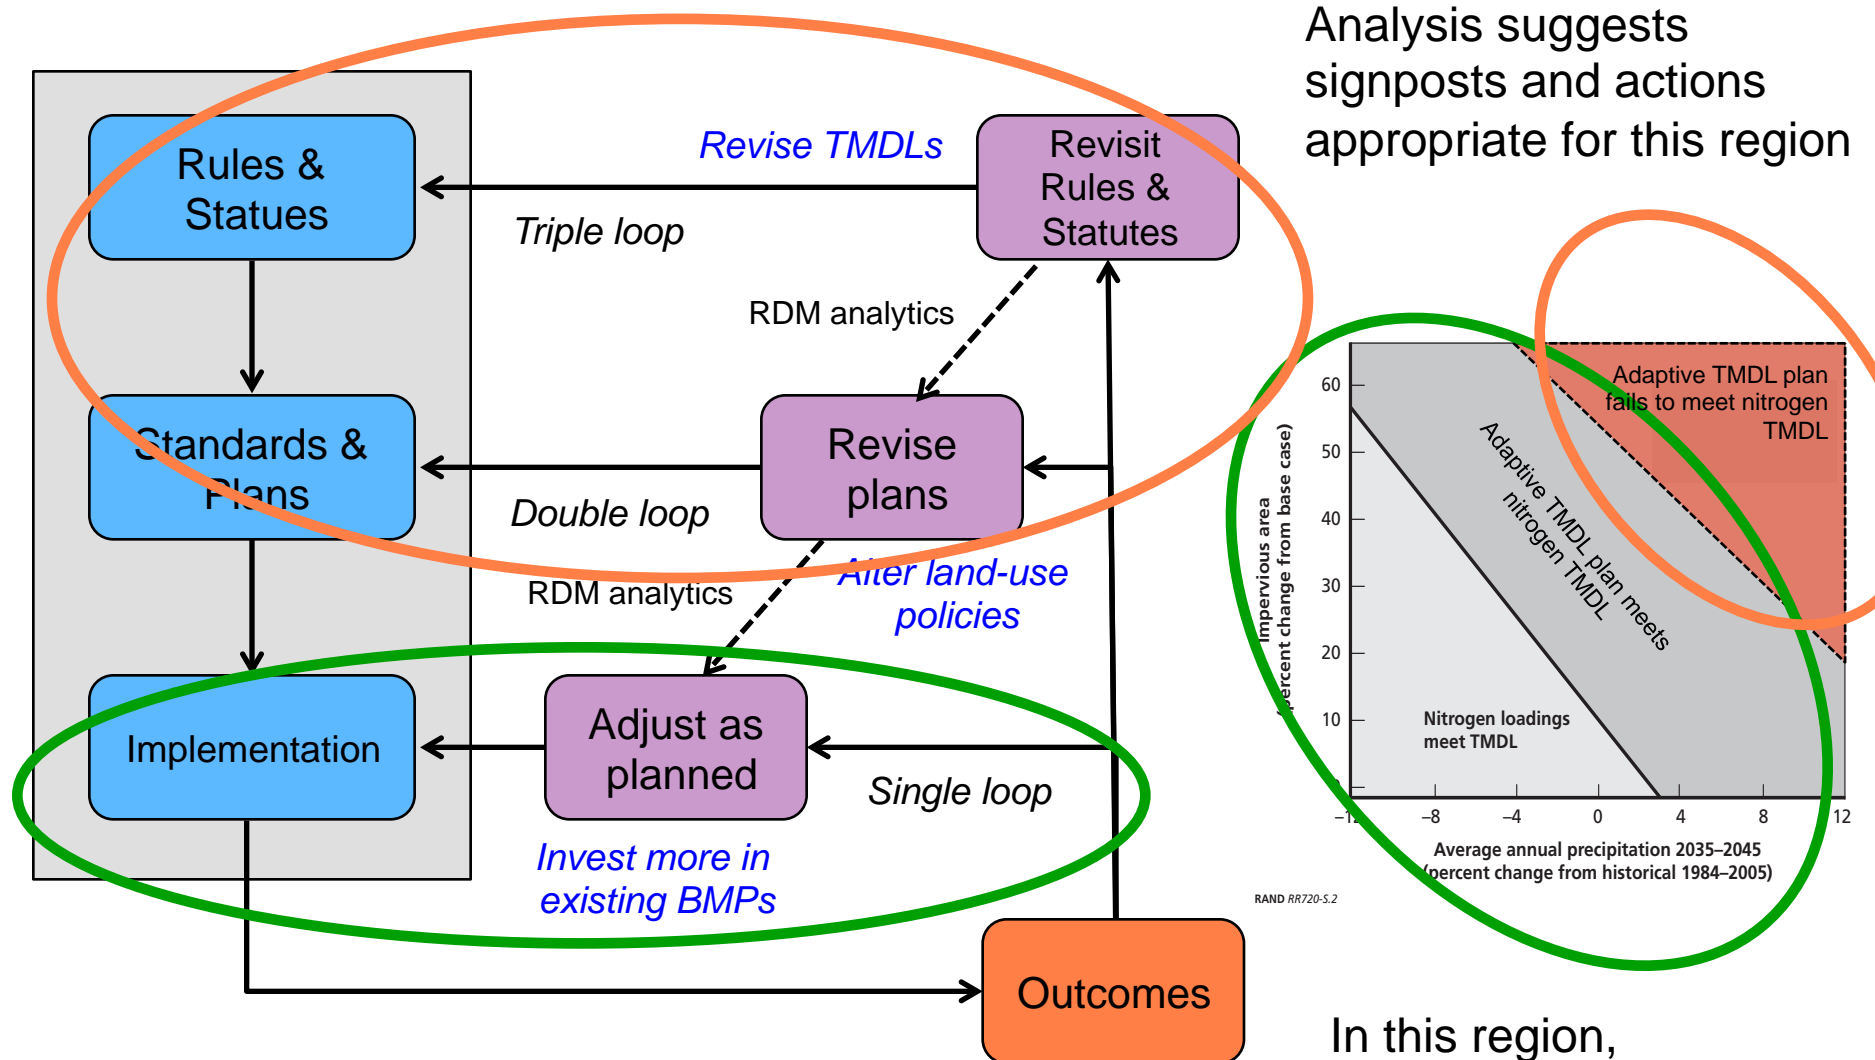 Analysis suggests
signposts and actions
appropriate for this region
Rules &
Statues
Revise TMDLs
Triple loop
Revisit
Rules &
Statutes
RDM analytics
Standards &
Plans
Double loop
Revise
plans
RDM analytics
Alter land-use
policies
Implementation
Adjust as
planned
Single loop
Invest more in
existing BMPs
Outcomes
Impervious area
(percent change from base case)
60
50
40
30
20
10
0
Adaptive TMDL plan
fails to meet nitrogen
TMDL
Adaptive TMDL plan meets
nitrogen TMDL
Nitrogen loadings
meet TMDL
–12 –8 –4 0 4 8 12
Average annual precipitation 2035–2045
(percent change from historical 1984–2005)
RAND RR720-S.2
In this region,